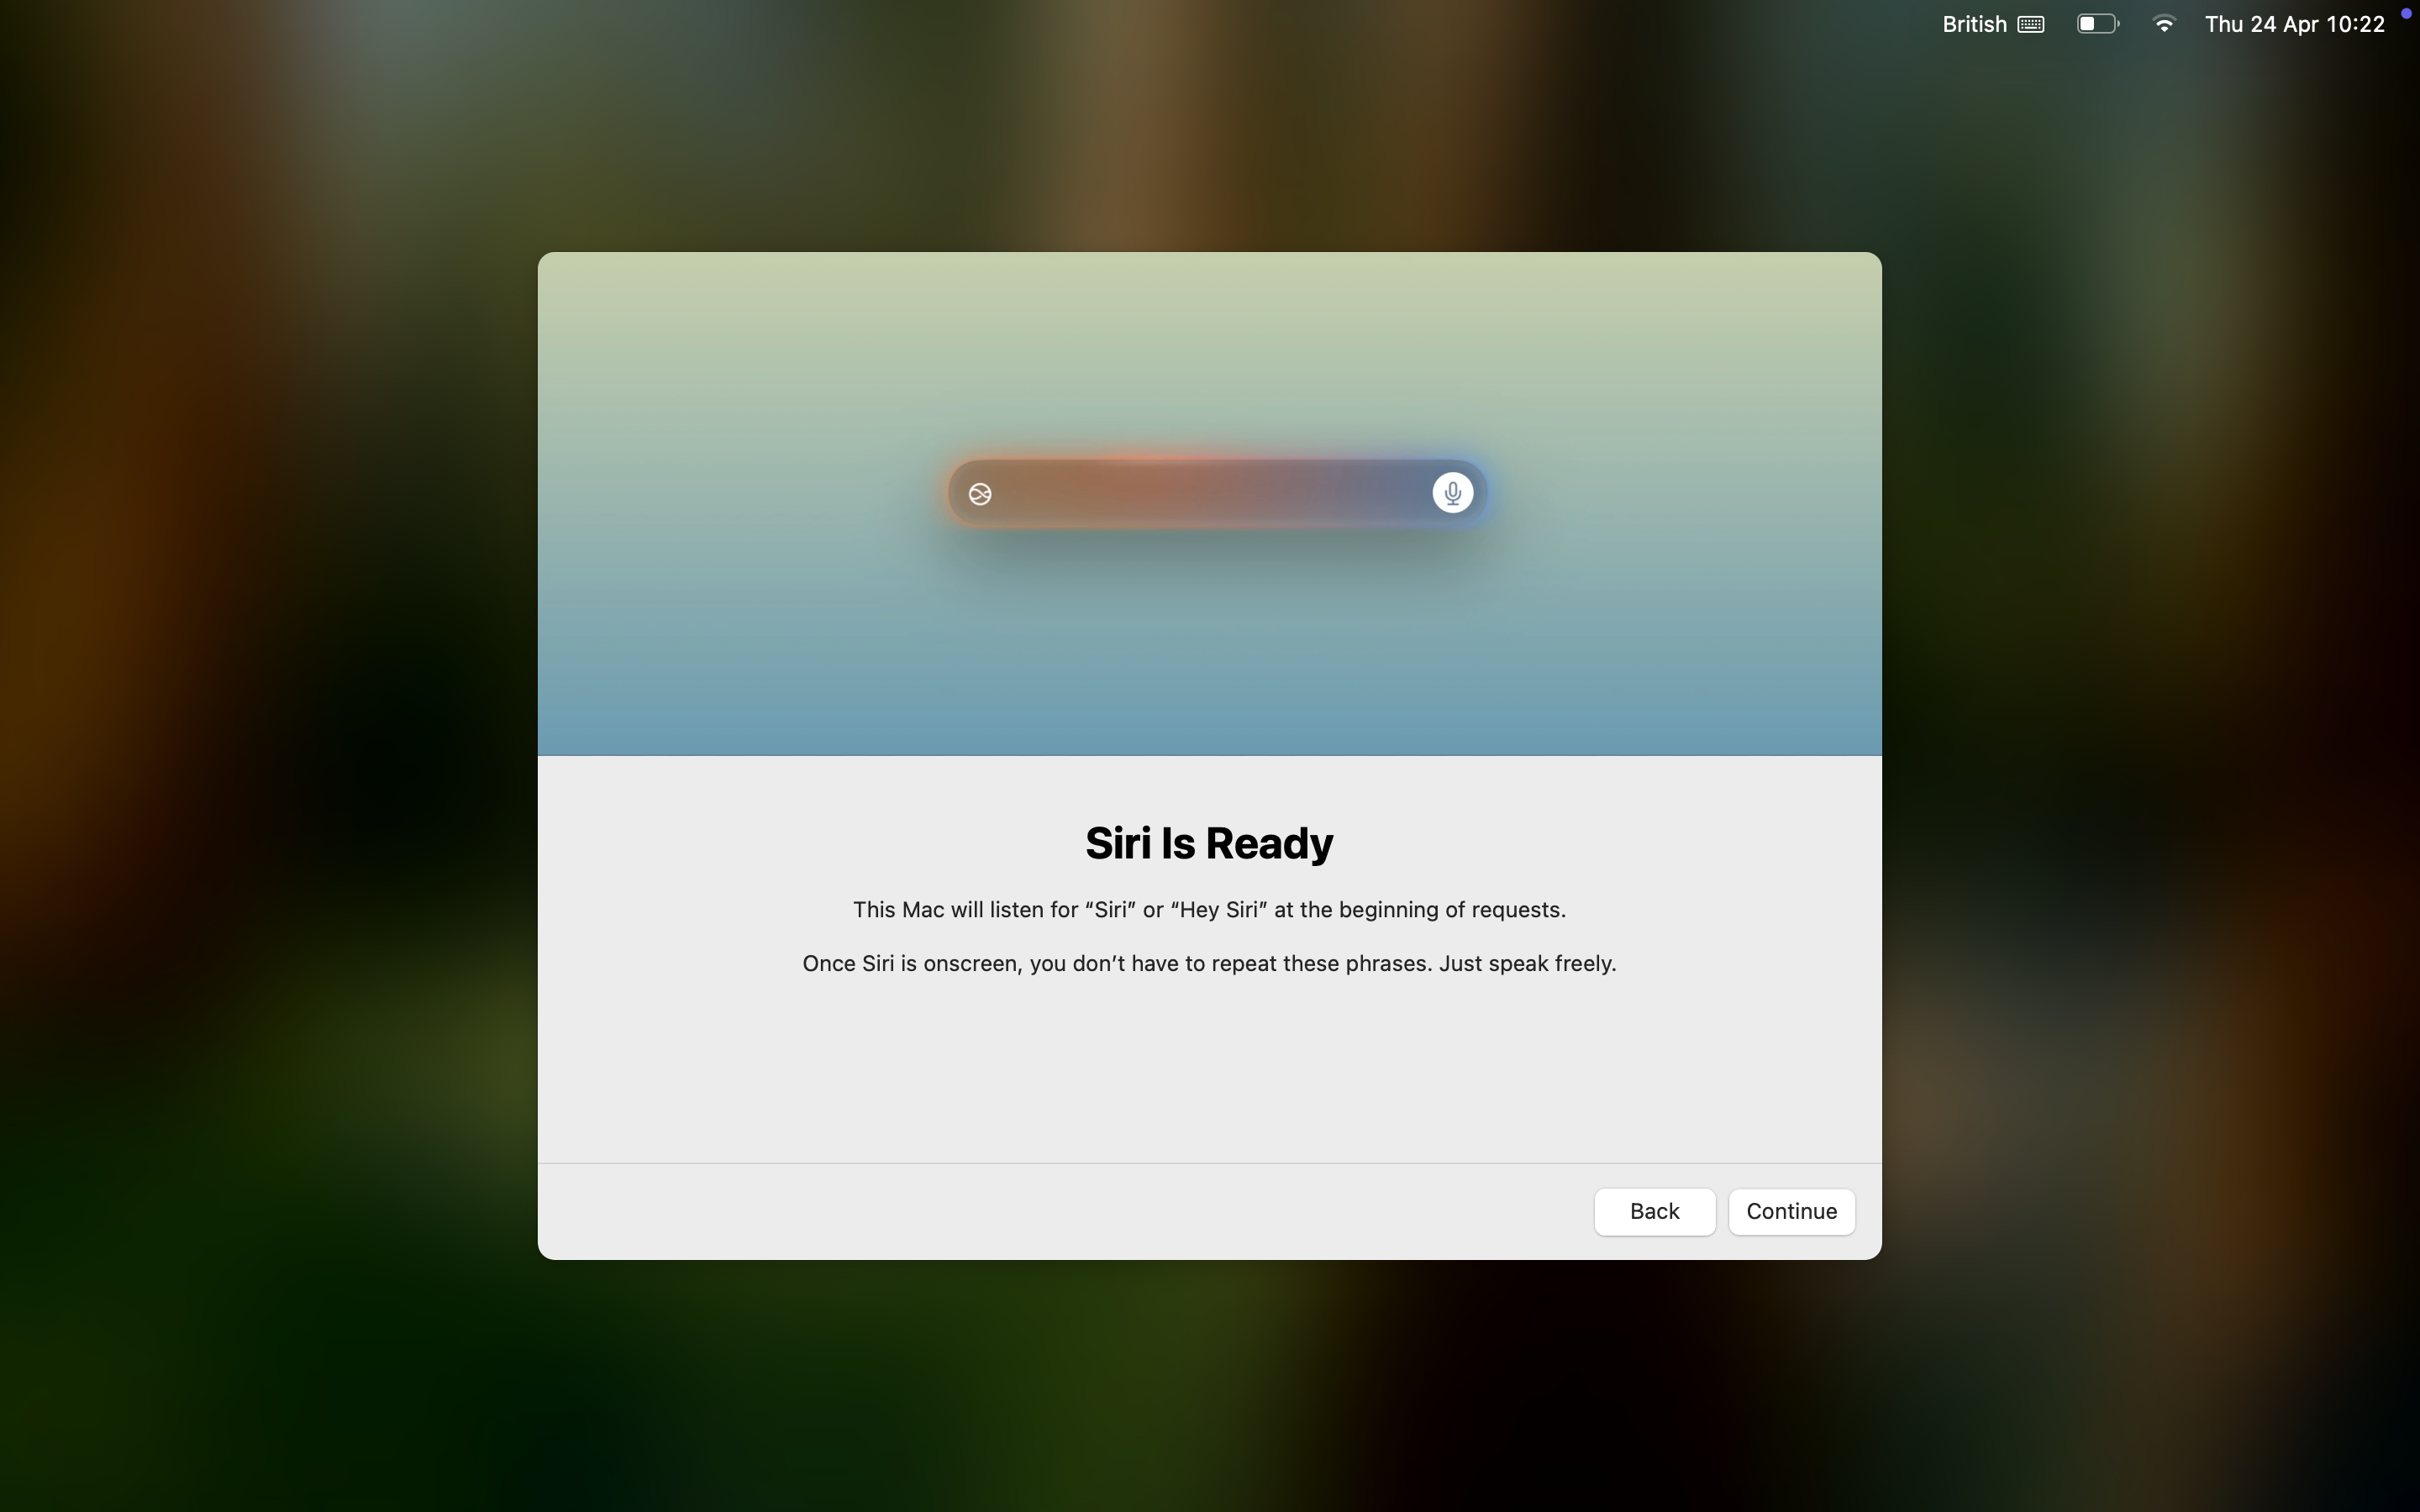 British
Thu 24 Apr 10:22
Siri Is Ready
This Mac will listen for “Siri” or “Hey Siri” at the beginning of requests.
Once Siri is onscreen, you don’t have to repeat these phrases. Just speak freely.
Back
Continue